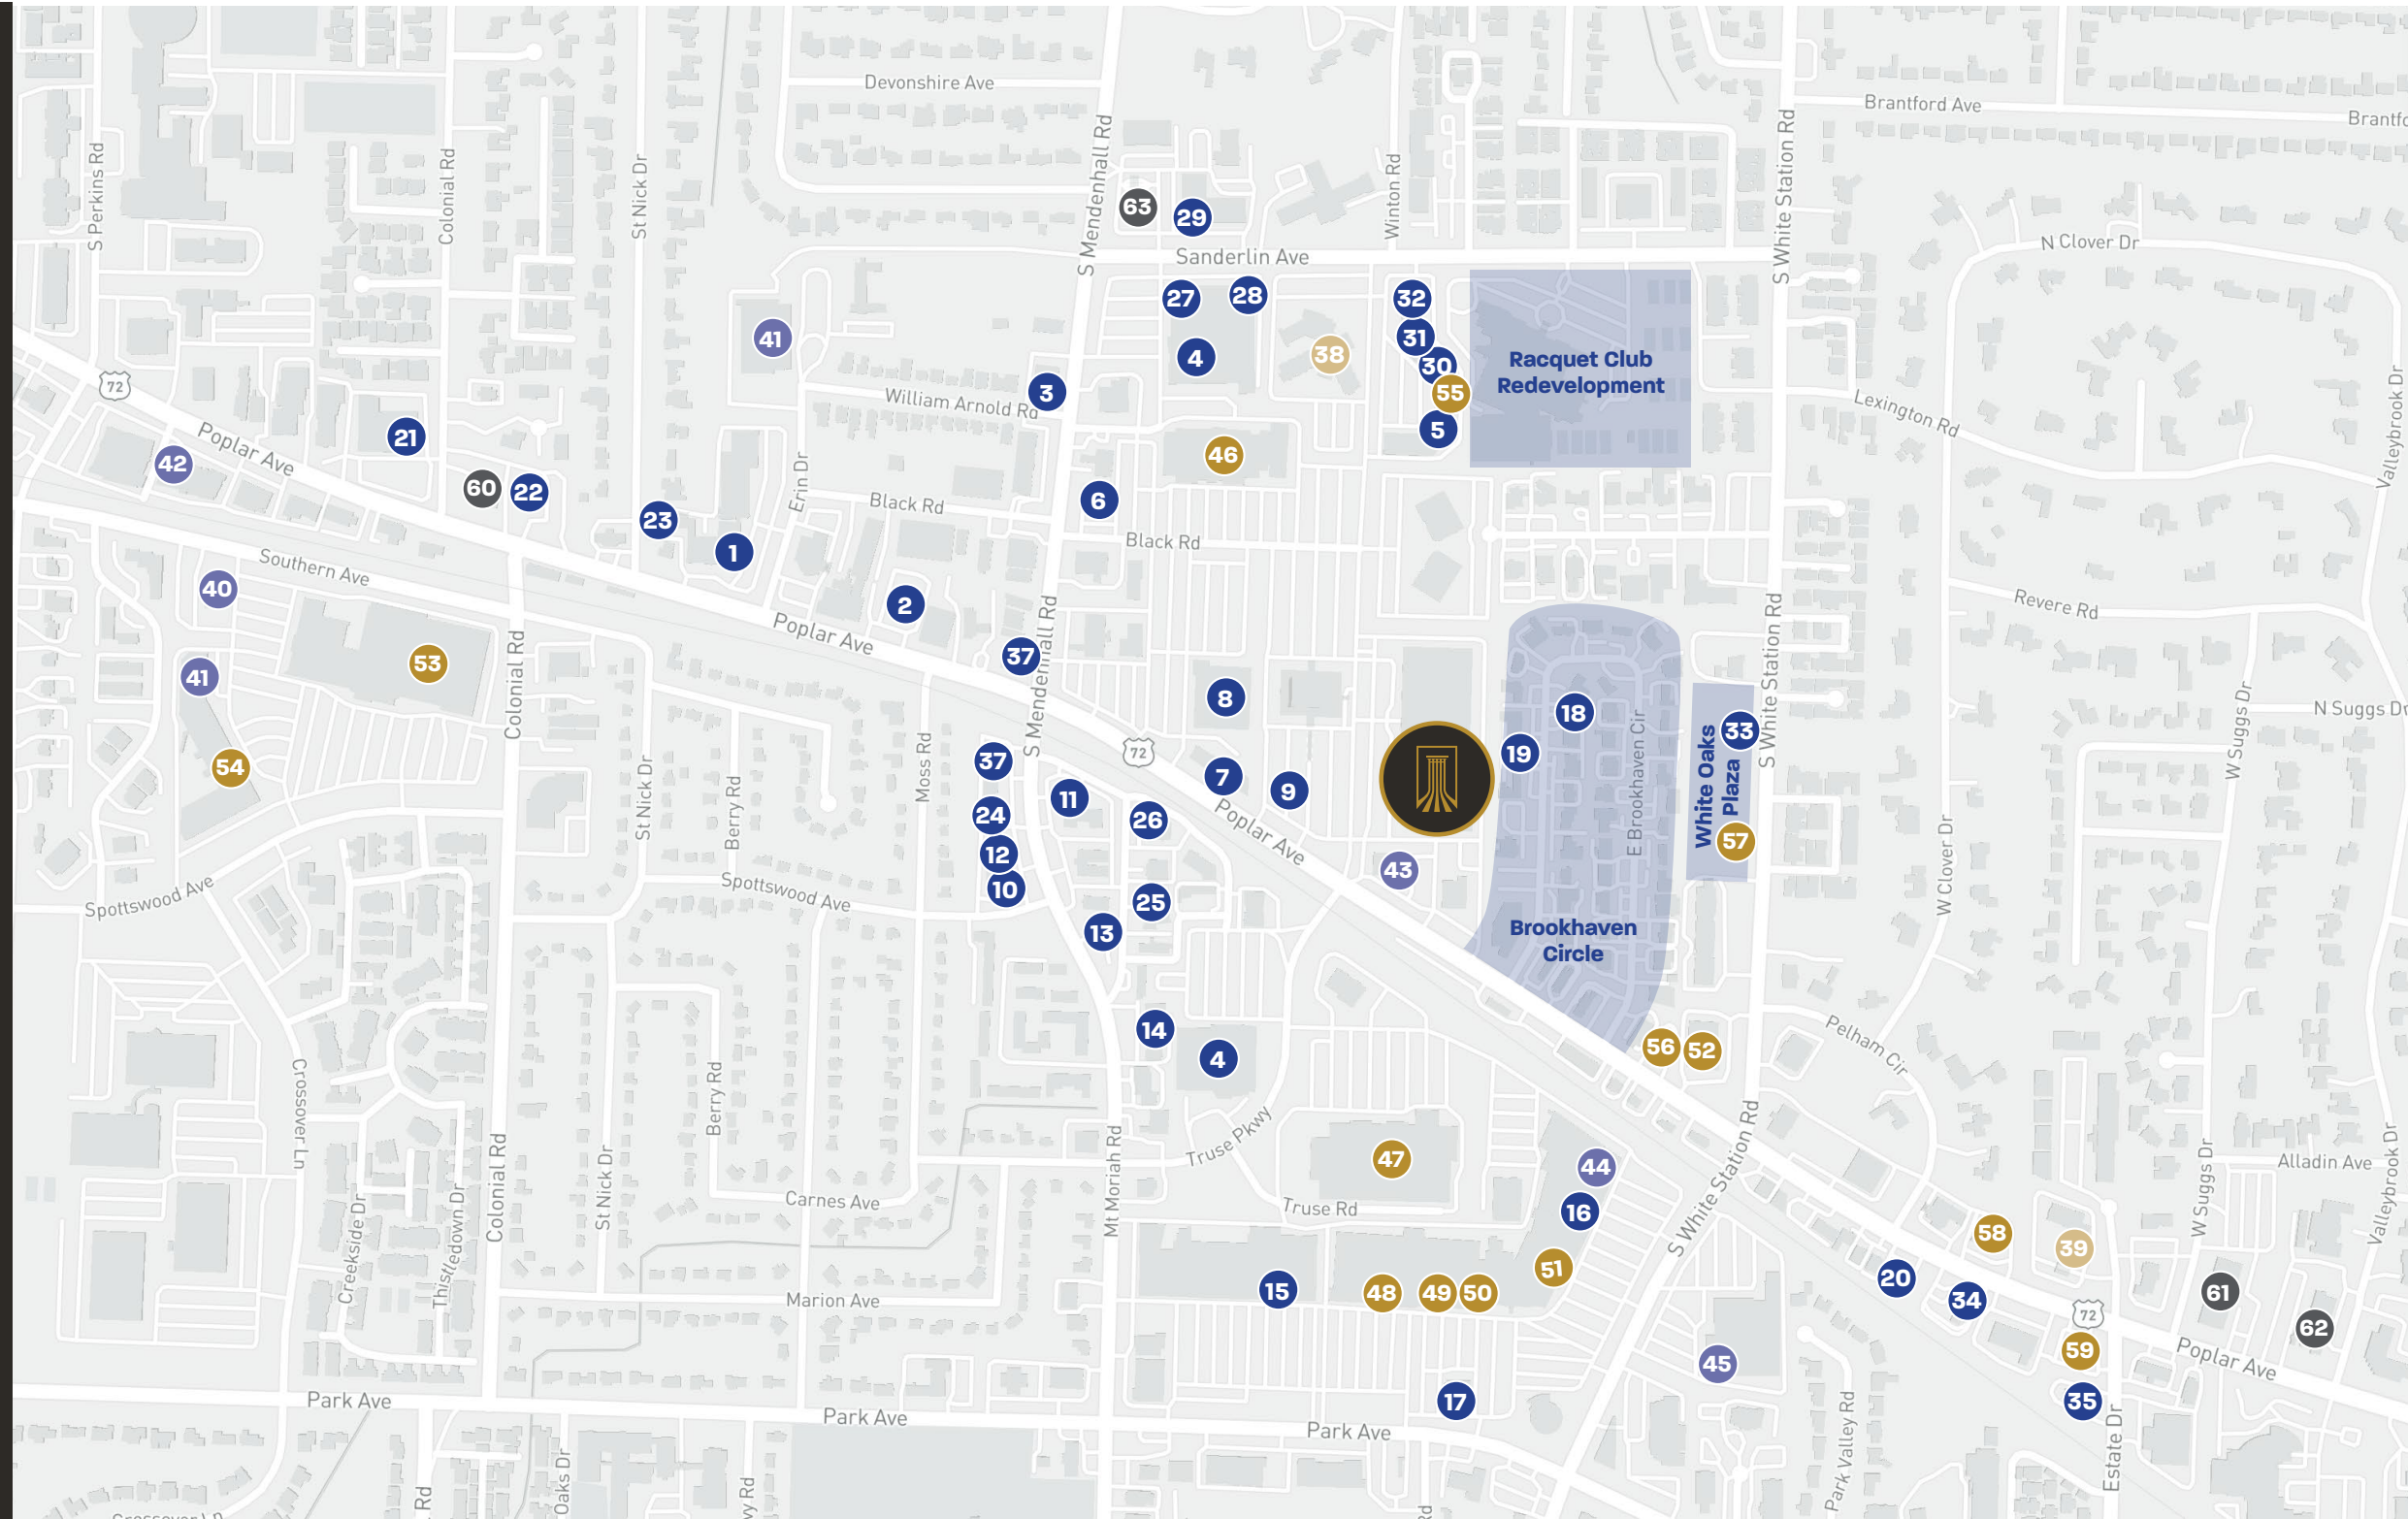 Devonshire Ave
Brantford Ave
Brantfo
S Perkins Rd
Colonial Rd
St Nick Dr
S Mendenhall Rd
Winton Rd
S White Station Rd
63
29
Sanderlin Ave
N Clover Dr
27
28
32
41
31
4
38
30
Racquet Club
Redevelopment
72
3
55
William Arnold Rd
Lexington Rd
Valleybrook Dr
21
5
Poplar Ave
42
46
60
22
Erin Dr
6
Black Rd
23
1
Black Rd
Southern Ave
40
2
Revere Rd
Poplar Ave
S Mendenhall Rd
S White Station Rd
37
53
Colonial Rd
41
8
18
E Brookhaven Cir
33
White Oaks
Plaza
W Suggs Dr
N Suggs Dr
72
19
37
54
7
9
11
Moss Rd
St Nick Dr
Berry Rd
24
26
Poplar Ave
57
12
43
W Clover Dr
10
Spottswood Ave
Spottswood Ave
25
13
Brookhaven
Circle
14
4
56
52
Pelham Cir
Crossover Ln
Berry Rd
Truse Pkwy
47
44
Mt Moriah Rd
S White Station Rd
Alladin Ave
Colonial Rd
St Nick Dr
Carnes Ave
Truse Rd
16
W Suggs Dr
Valleybrook Dr
Creekside Dr
Thistledown Dr
58
39
51
20
15
48
49
50
61
34
Marion Ave
72
62
59
Poplar Ave
45
Park Ave
17
35
Park Ave
Park Ave
Park Valley Rd
Estate Dr
Rd
Oaks Dr
vy Rd
Rd
Crossover Ln